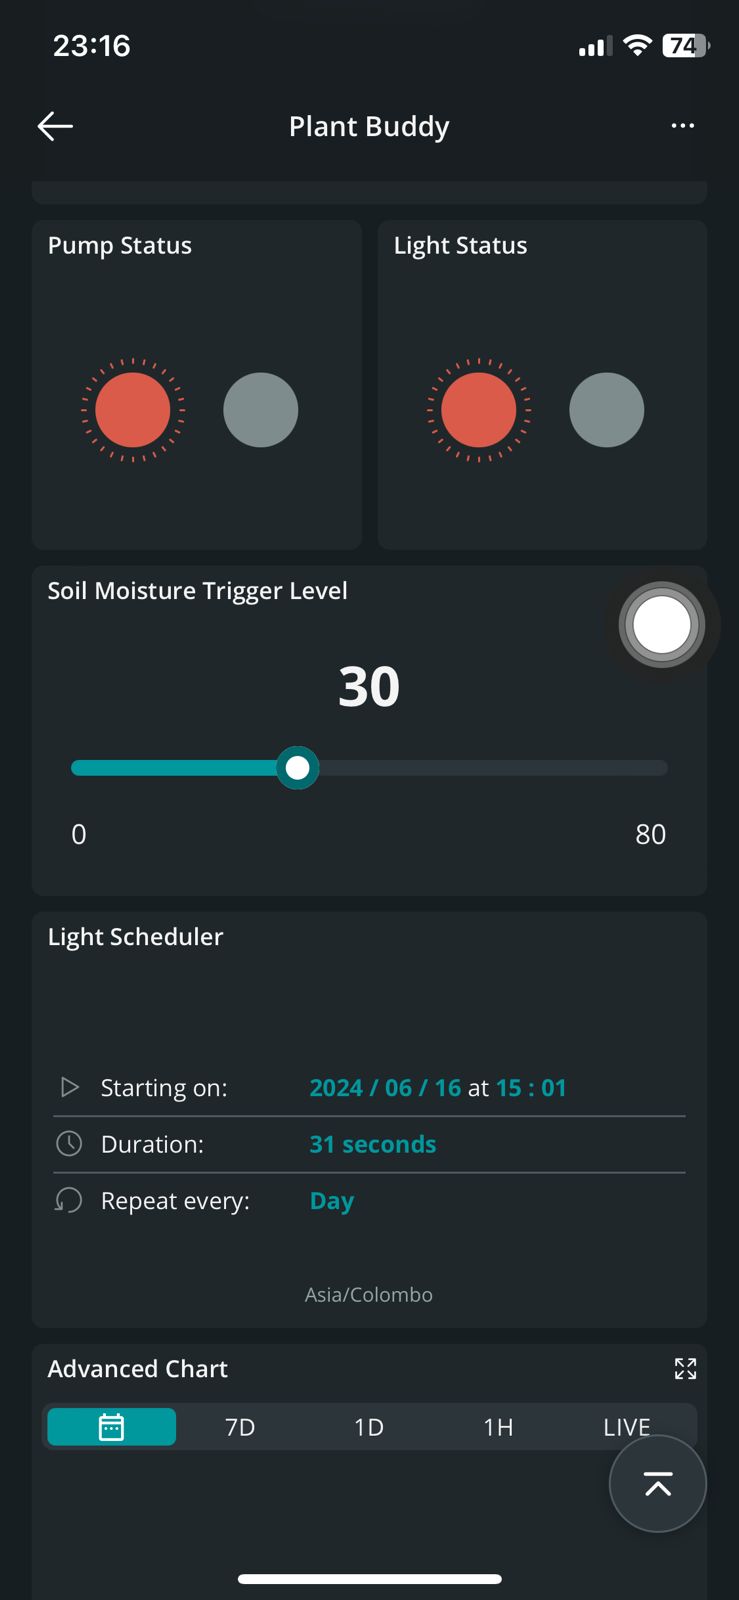 23:16
74
Plant Buddy
Pump Status
Light Status
Soil Moisture Trigger Level
30
0
80
Light Scheduler
Starting on: 2024 / 06 / 16 at 15 : 01
Duration: 31 seconds
Repeat every: Day
Asia/Colombo
Advanced Chart
7D 1D 1H LIVE